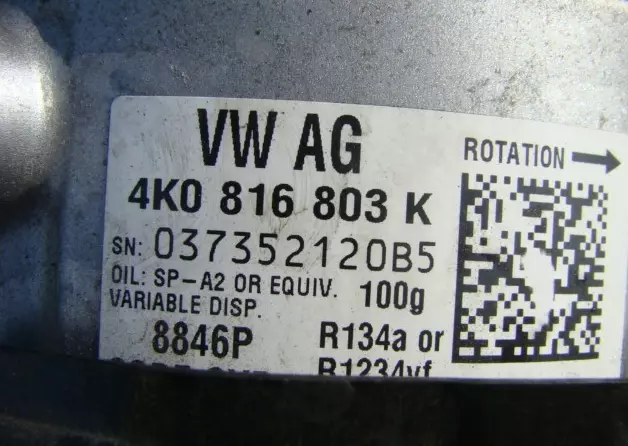 VW AG
ROTATION →
4K0 816 803 K
SN: 037352120B5
OIL: SP-A2 OR EQUIV. 100g
VARIABLE DISP.
8846P R134a or
R1234yf